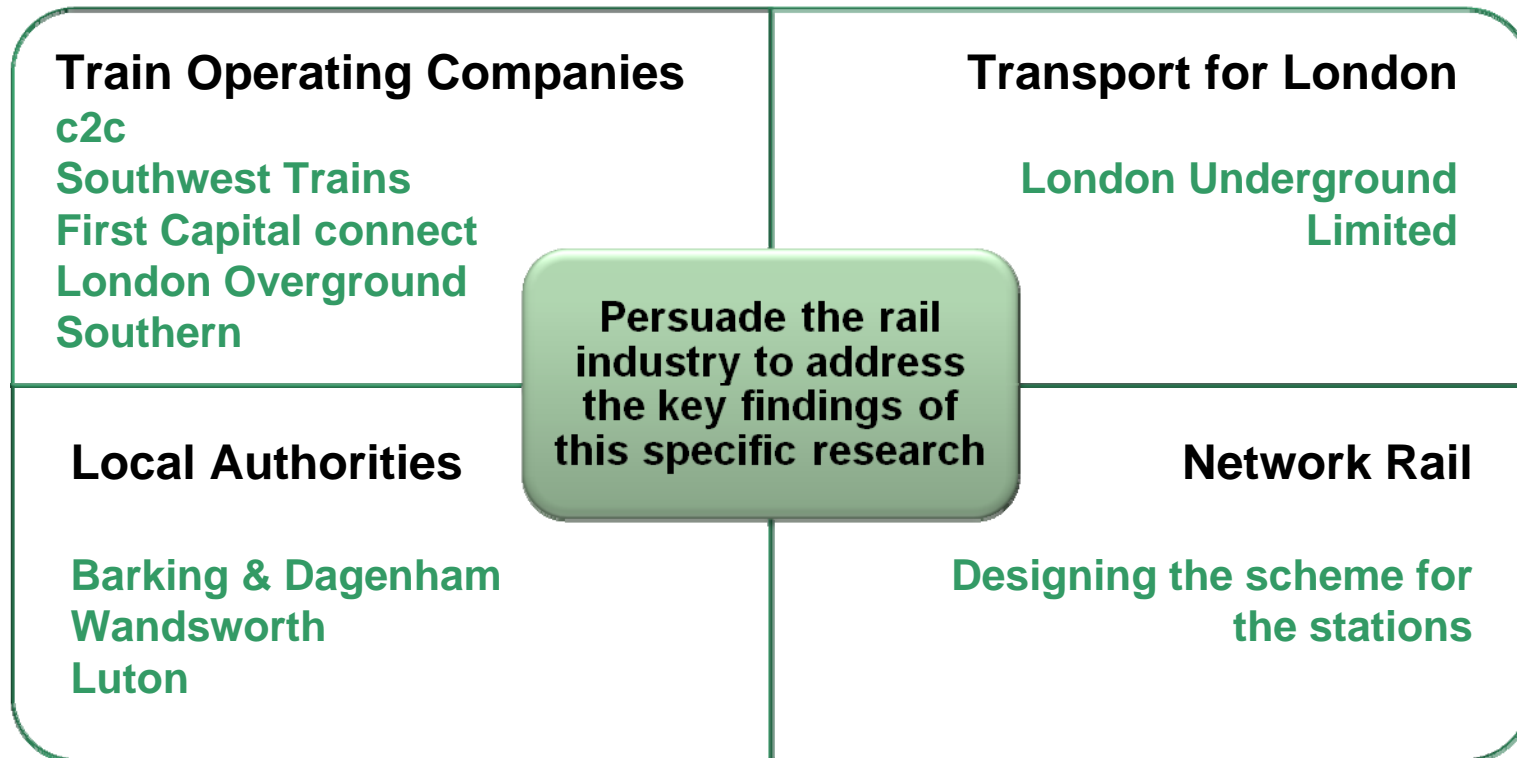 Train Operating Companies
c2c
Southwest Trains
First Capital connect
London Overground
Southern
Transport for London
London Underground
Limited
Persuade the rail
industry to address
the key findings of
this specific research
Local Authorities
Barking & Dagenham
Wandsworth
Luton
Network Rail
Designing the scheme for
the stations